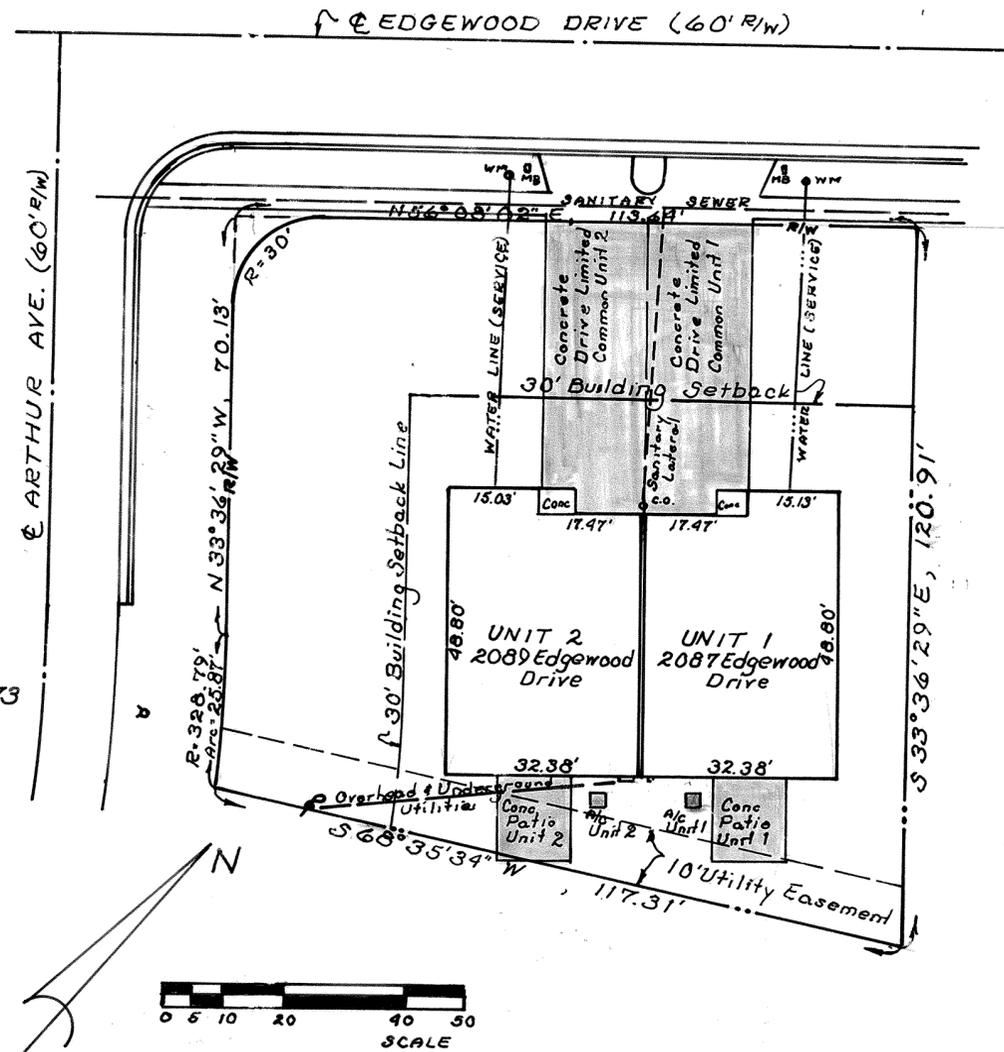 ℄ EDGEWOOD DRIVE (60' R/W)
℄ ARTHUR AVE. (60' R/W)
WM
MB
MB
WM
SANITARY SEWER
N 56° 03' 02" E 113.64'
R/W
R=30'
Concrete
Drive Limited
Common Unit 2
Concrete
Drive Limited
Common Unit 1
WATER LINE (SERVICE)
WATER LINE (SERVICE)
N 33° 36' 29" W, 70.13'
R/W
30' Building Setback
30' Building Setback Line
Sanitary
Lateral
C.O.
15.03'
Conc
17.47'
17.47'
Conc
15.13'
S 33° 36' 29" E, 120.91'
48.80'
UNIT 2
2089 Edgewood
Drive
UNIT 1
2087 Edgewood
Drive
48.80'
R=328.79'
Arc=25.87'
32.38'
32.38'
Overhead & Underground
Utilities
Conc
Patio
Unit 2
A/C
Unit 2
A/C
Unit 1
Conc
Patio
Unit 1
S 68° 35' 34" W, 117.31'
10' Utility Easement
N
0 5 10 20 40 50
SCALE